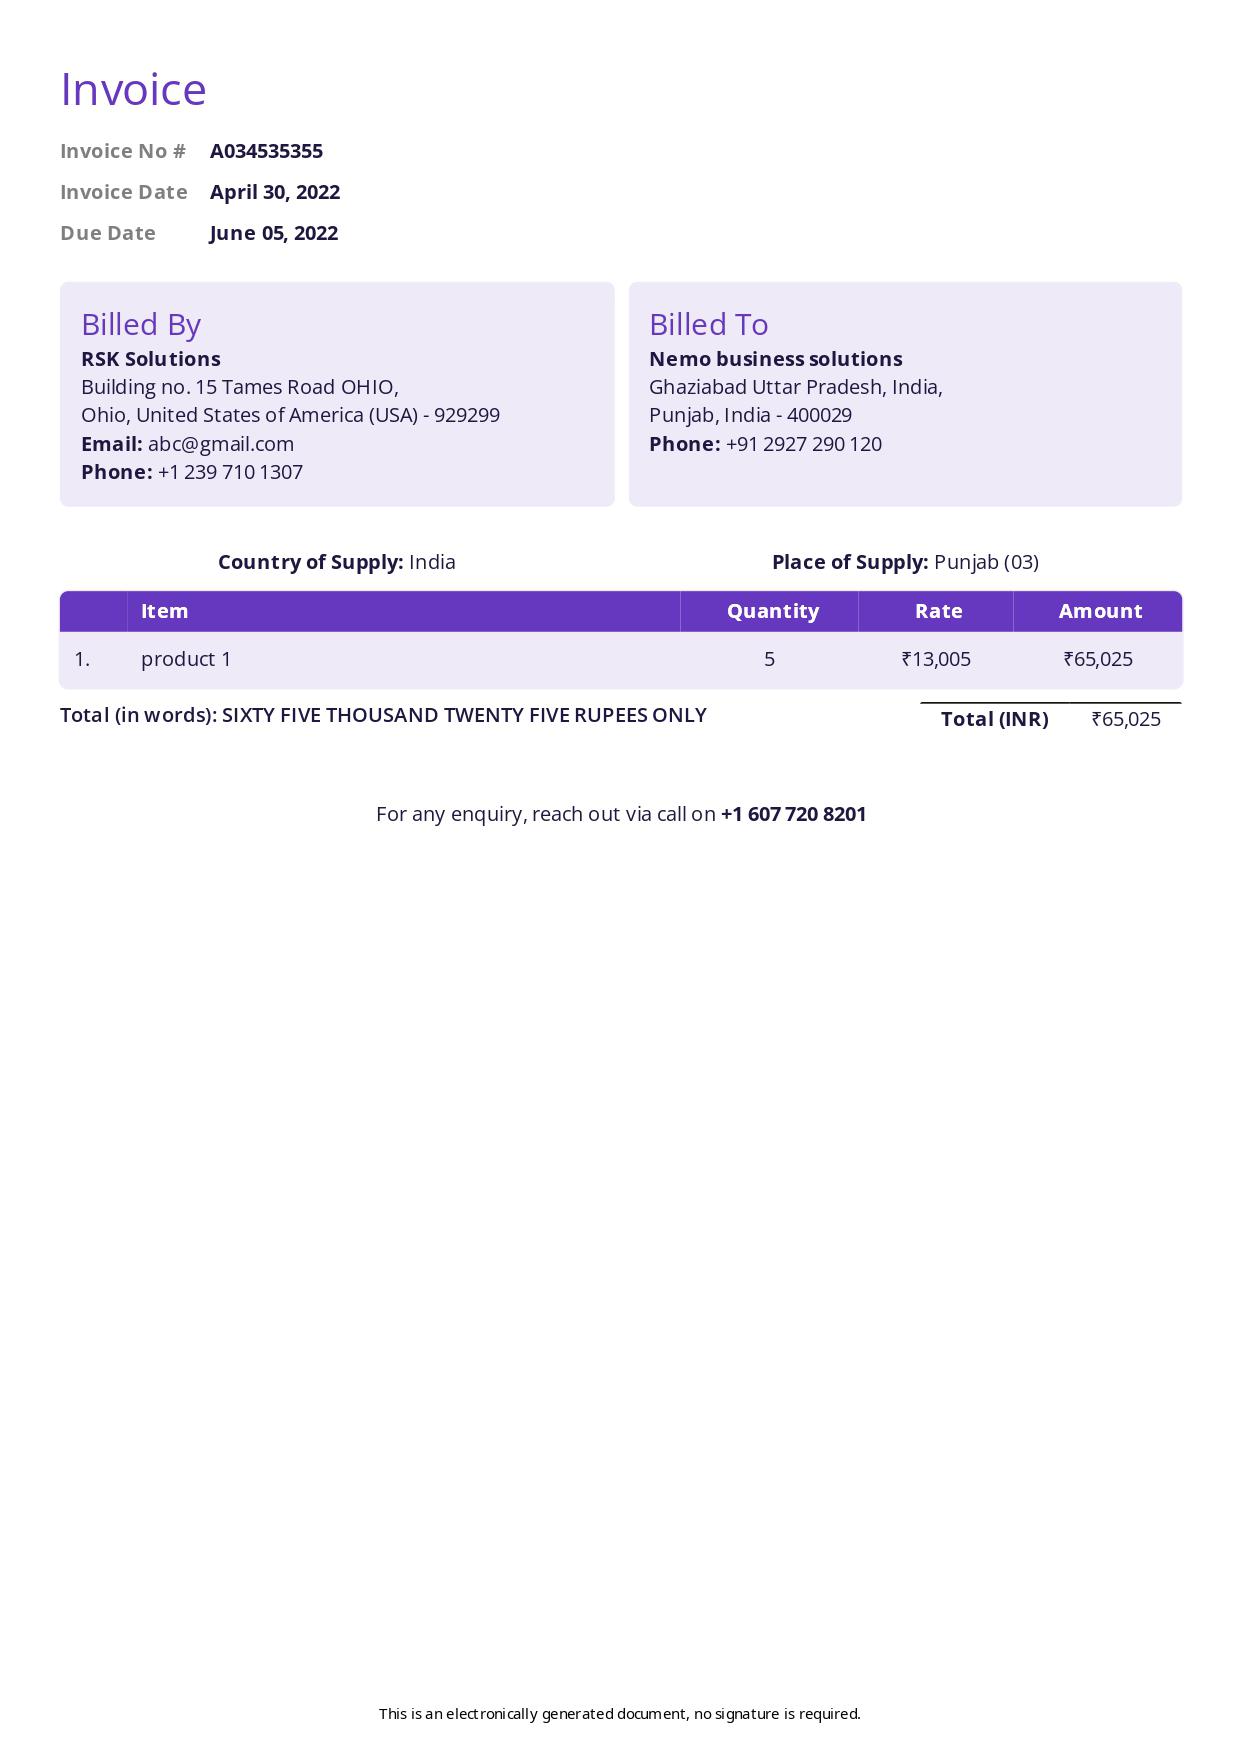 Invoice
Invoice No # A034535355
Invoice Date April 30, 2022
Due Date June 05, 2022
Billed By
RSK Solutions
Building no. 15 Tames Road OHIO,
Ohio, United States of America (USA) - 929299
Email: abc@gmail.com
Phone: +1 239 710 1307
Billed To
Nemo business solutions
Ghaziabad Uttar Pradesh, India,
Punjab, India - 400029
Phone: +91 2927 290 120
Country of Supply: India Place of Supply: Punjab (03)
Item Quantity Rate Amount
1. product 1 5 ₹13,005 ₹65,025
Total (in words): SIXTY FIVE THOUSAND TWENTY FIVE RUPEES ONLY Total (INR) ₹65,025
For any enquiry, reach out via call on +1 607 720 8201
This is an electronically generated document, no signature is required.